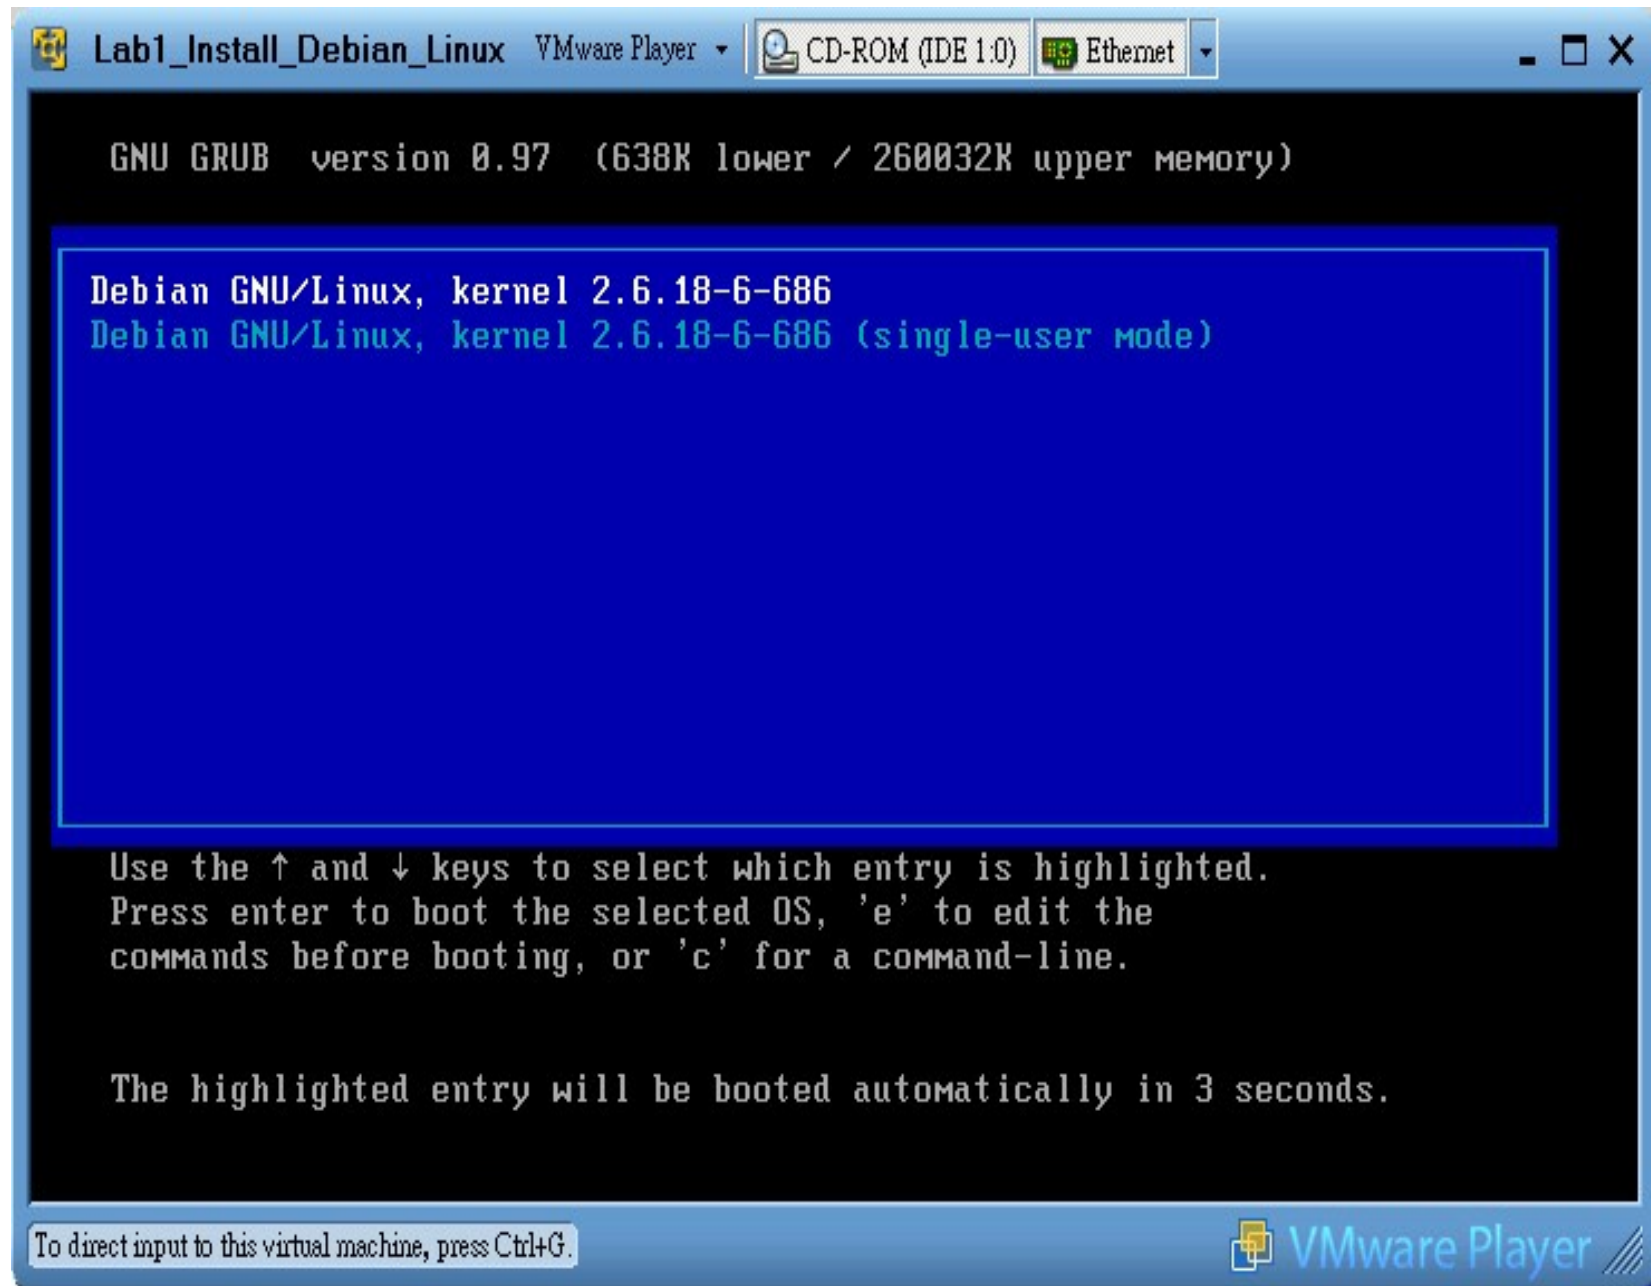 Lab1_Install_Debian_Linux VMware Player CD-ROM (IDE 1:0) Ethernet
GNU GRUB version 0.97 (638K lower / 260032K upper memory)
Debian GNU/Linux, kernel 2.6.18-6-686
Debian GNU/Linux, kernel 2.6.18-6-686 (single-user mode)
Use the ↑ and ↓ keys to select which entry is highlighted.
Press enter to boot the selected OS, 'e' to edit the
commands before booting, or 'c' for a command-line.
The highlighted entry will be booted automatically in 3 seconds.
To direct input to this virtual machine, press Ctrl+G. VMware Player